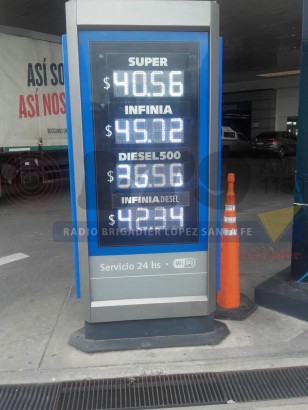 ASÍ SO
ASÍ NOS
SUPER
$40.56
INFINIA
$45.72
DIESEL500
$36.56
INFINIA DIESEL
$42.34
RADIO BRIGADIER LÓPEZ SANTA FE
Servicio 24 hs • WiFi